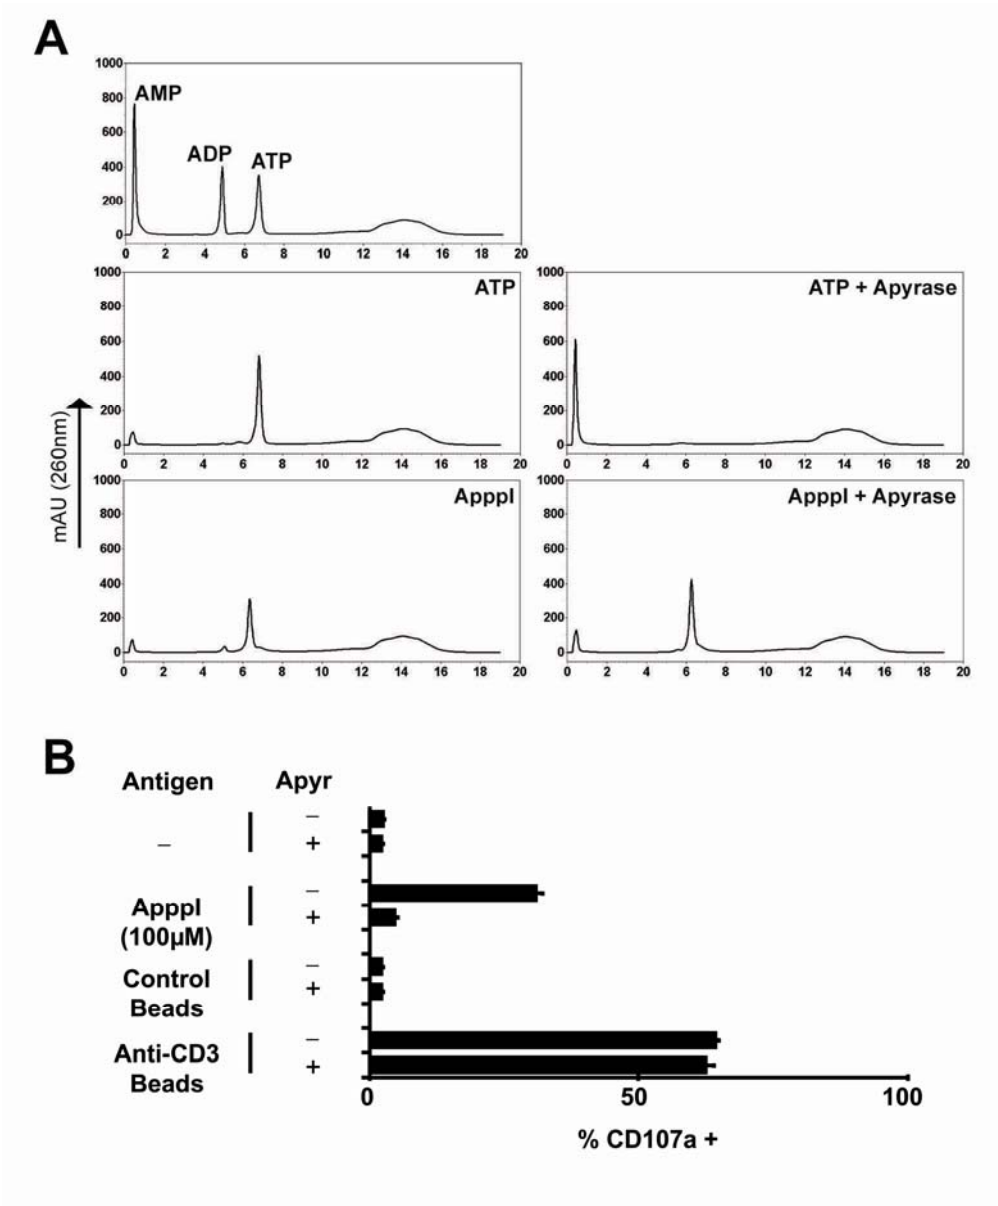 A
1000
800
600
400
200
0
AMP
ADP
ATP
0 2 4 6 8 10 12 14 16 18 20
1000
800
600
400
200
0
ATP
0 2 4 6 8 10 12 14 16 18 20
1000
800
600
400
200
0
ATP + Apyrase
0 2 4 6 8 10 12 14 16 18 20
mAU (260nm)
1000
800
600
400
200
0
ApppI
0 2 4 6 8 10 12 14 16 18 20
1000
800
600
400
200
0
ApppI + Apyrase
0 2 4 6 8 10 12 14 16 18 20
B
Antigen Apyr
–
– +
–
ApppI +
(100µM)
–
Control +
Beads
–
Anti-CD3 +
Beads
0 50 100
% CD107a +